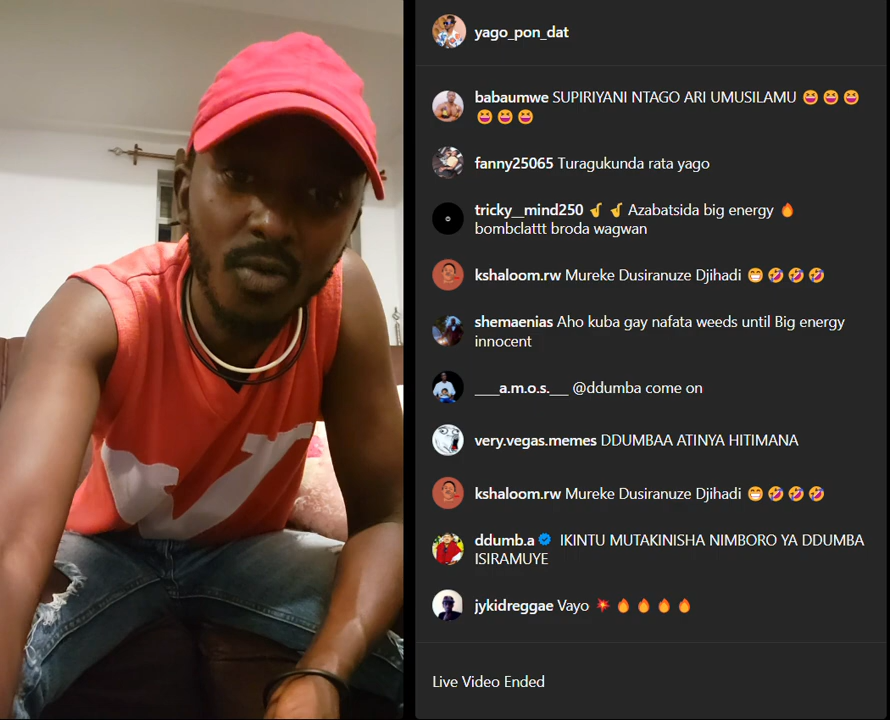 yago_pon_dat
babaumwe SUPIRIYANI NTAGO ARI UMUSILAMU 😆 😆 😆
😆 😆 😆
fanny25065 Turagukunda rata yago
tricky__mind250 🤙 🤙 Azabatsida big energy 🔥
bombclattt broda wagwan
kshaloom.rw Mureke Dusiranuze Djihadi 😁 🤣 🤣 🤣
shemaenias Aho kuba gay nafata weeds until Big energy
innocent
____a.m.o.s.___ @ddumba come on
very.vegas.memes DDUMBAA ATINYA HITIMANA
kshaloom.rw Mureke Dusiranuze Djihadi 😁 🤣 🤣 🤣
ddumb.a IKINTU MUTAKINISHA NIMBORO YA DDUMBA
ISIRAMUYE
jykidreggae Vayo 💥 🔥 🔥 🔥 🔥
Live Video Ended